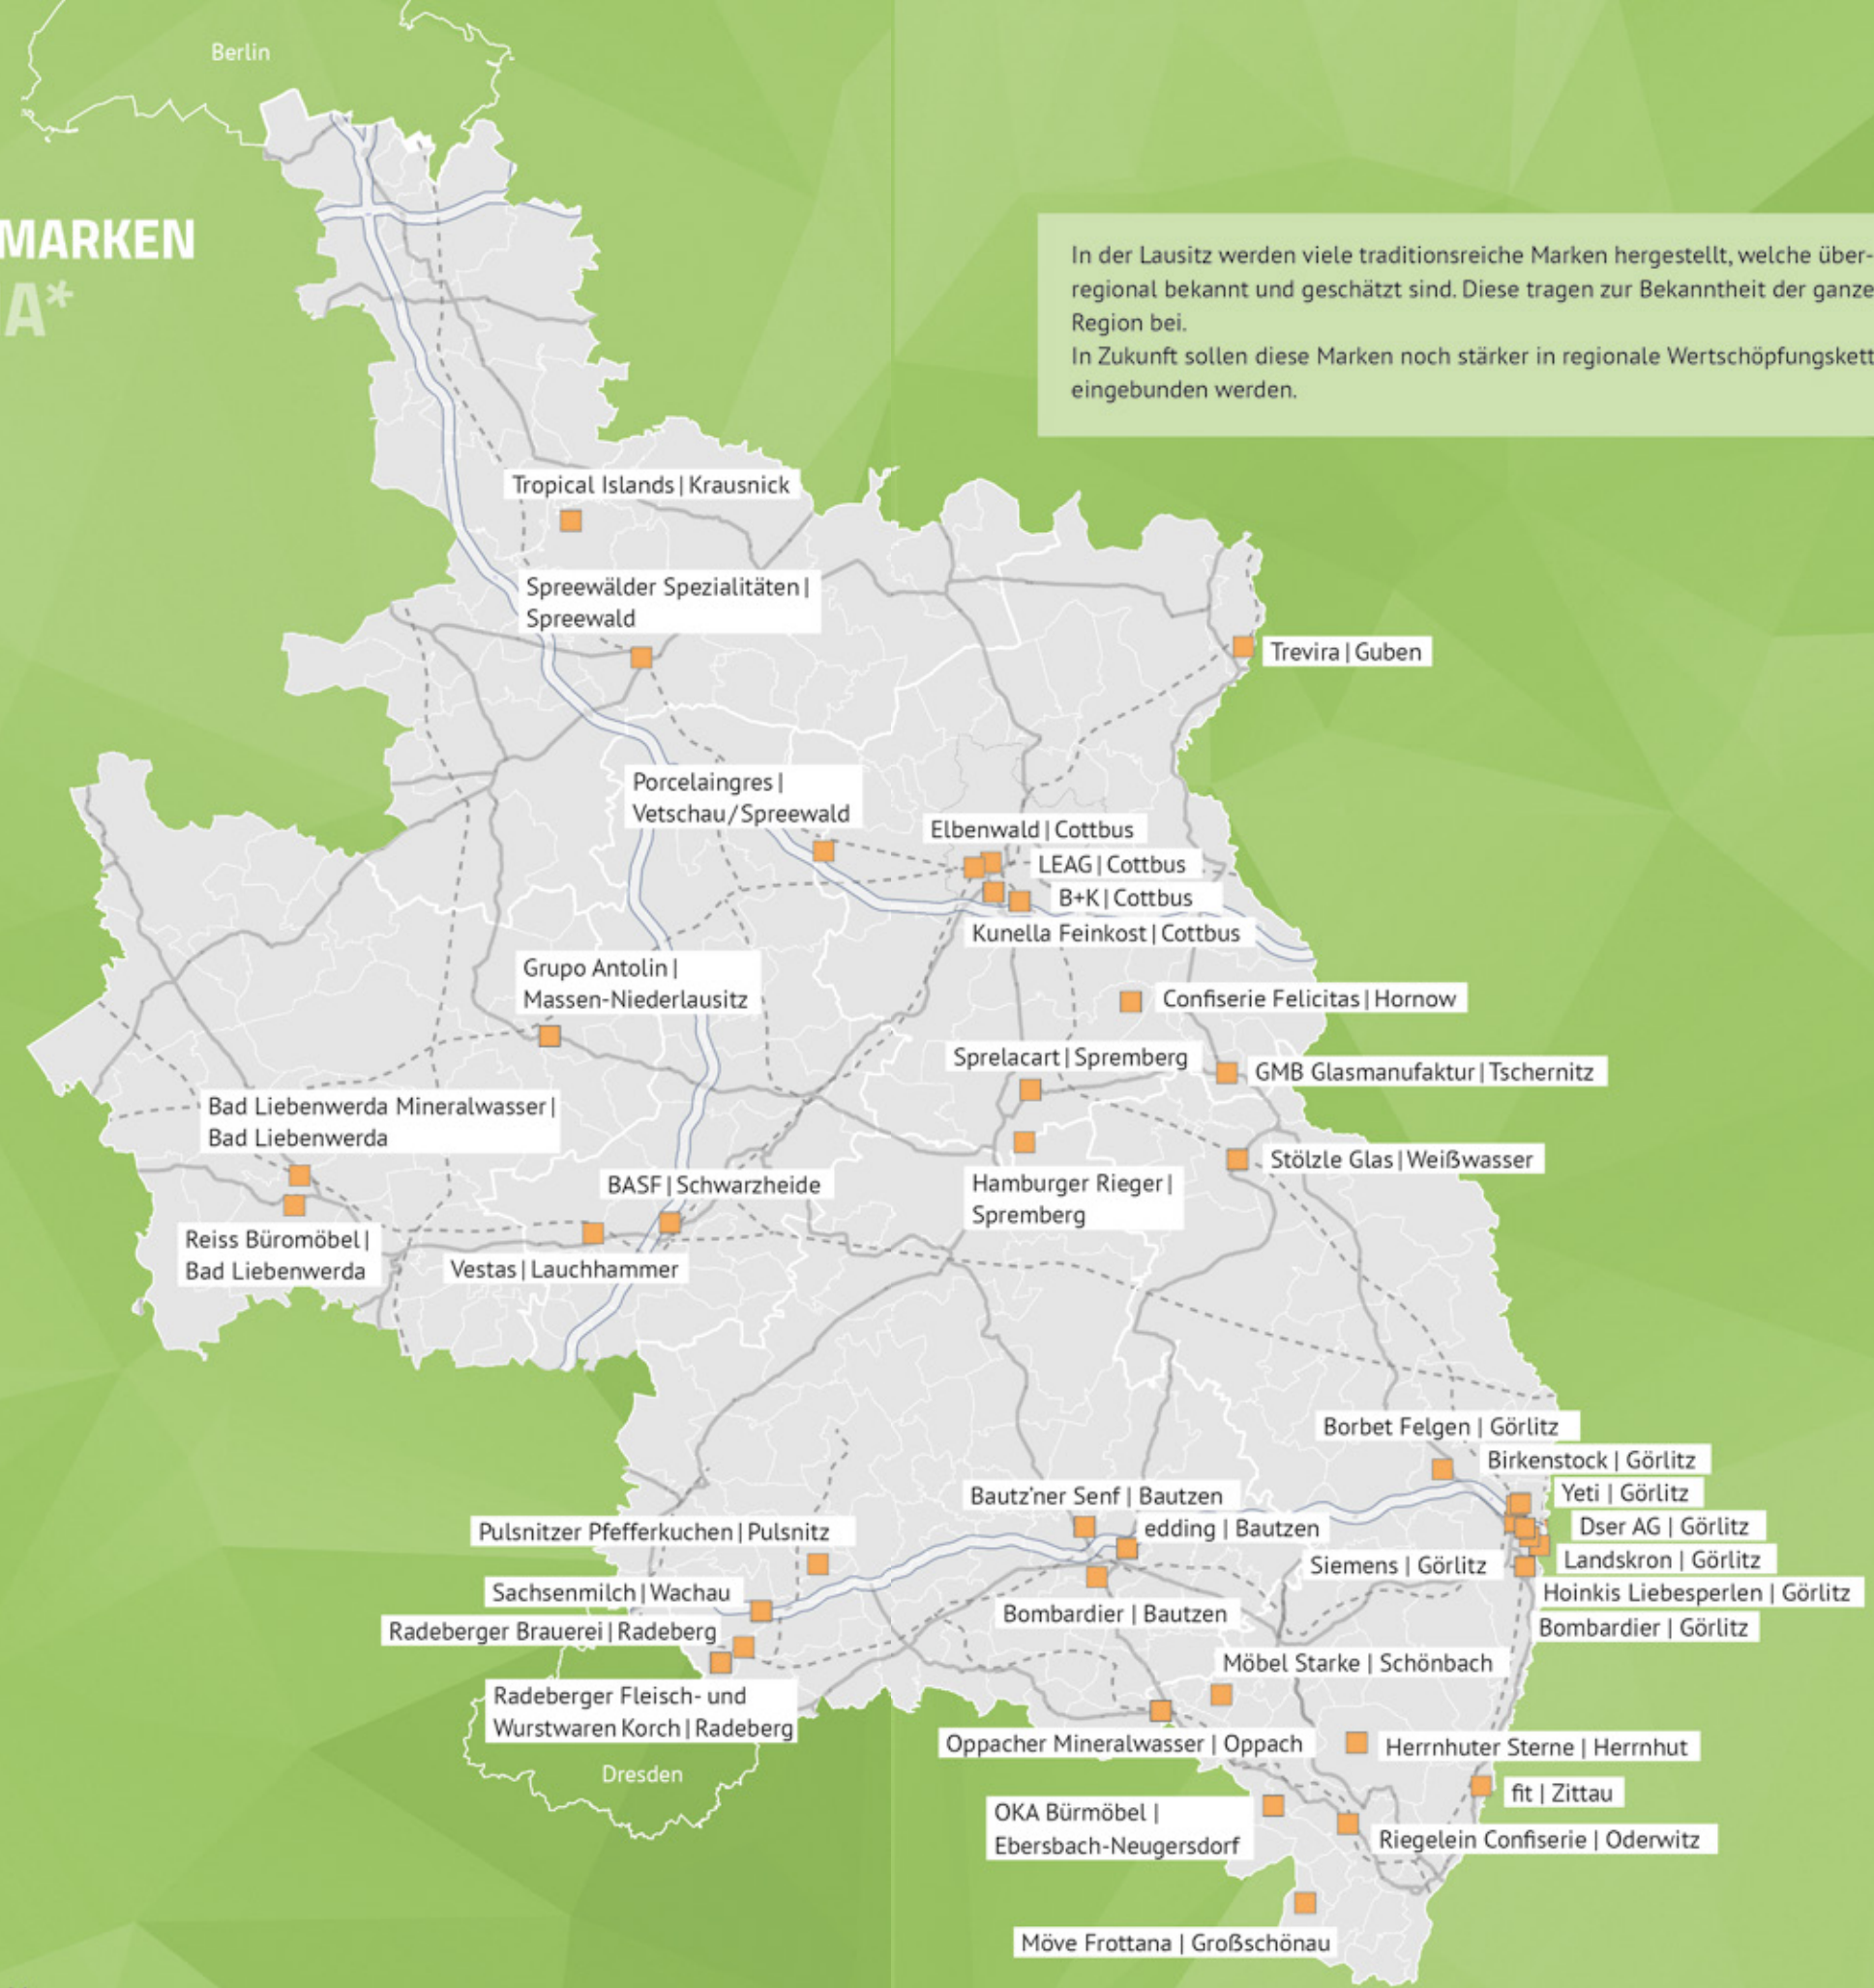 Berlin
MARKEN
A*
In der Lausitz werden viele traditionsreiche Marken hergestellt, welche über-
regional bekannt und geschätzt sind. Diese tragen zur Bekanntheit der ganze
Region bei.
In Zukunft sollen diese Marken noch stärker in regionale Wertschöpfungskett
eingebunden werden.
Tropical Islands | Krausnick
Spreewälder Spezialitäten |
Spreewald
Trevira | Guben
Porcelaingres |
Vetschau/Spreewald
Elbenwald | Cottbus
LEAG | Cottbus
B+K | Cottbus
Kunella Feinkost | Cottbus
Grupo Antolin |
Massen-Niederlausitz
Confiserie Felicitas | Hornow
Sprelacart | Spremberg
GMB Glasmanufaktur | Tschernitz
Bad Liebenwerda Mineralwasser |
Bad Liebenwerda
Stölzle Glas | Weißwasser
BASF | Schwarzheide
Hamburger Rieger |
Spremberg
Reiss Büromöbel |
Bad Liebenwerda
Vestas | Lauchhammer
Borbet Felgen | Görlitz
Birkenstock | Görlitz
Yeti | Görlitz
Bautz'ner Senf | Bautzen
Dser AG | Görlitz
edding | Bautzen
Pulsnitzer Pfefferkuchen | Pulsnitz
Landskron | Görlitz
Siemens | Görlitz
Sachsenmilch | Wachau
Hoinkis Liebesperlen | Görlitz
Bombardier | Bautzen
Bombardier | Görlitz
Radeberger Brauerei | Radeberg
Möbel Starke | Schönbach
Radeberger Fleisch- und
Wurstwaren Korch | Radeberg
Oppacher Mineralwasser | Oppach
Herrnhuter Sterne | Herrnhut
Dresden
fit | Zittau
OKA Bürmöbel |
Ebersbach-Neugersdorf
Riegelein Confiserie | Oderwitz
Möve Frottana | Großschönau